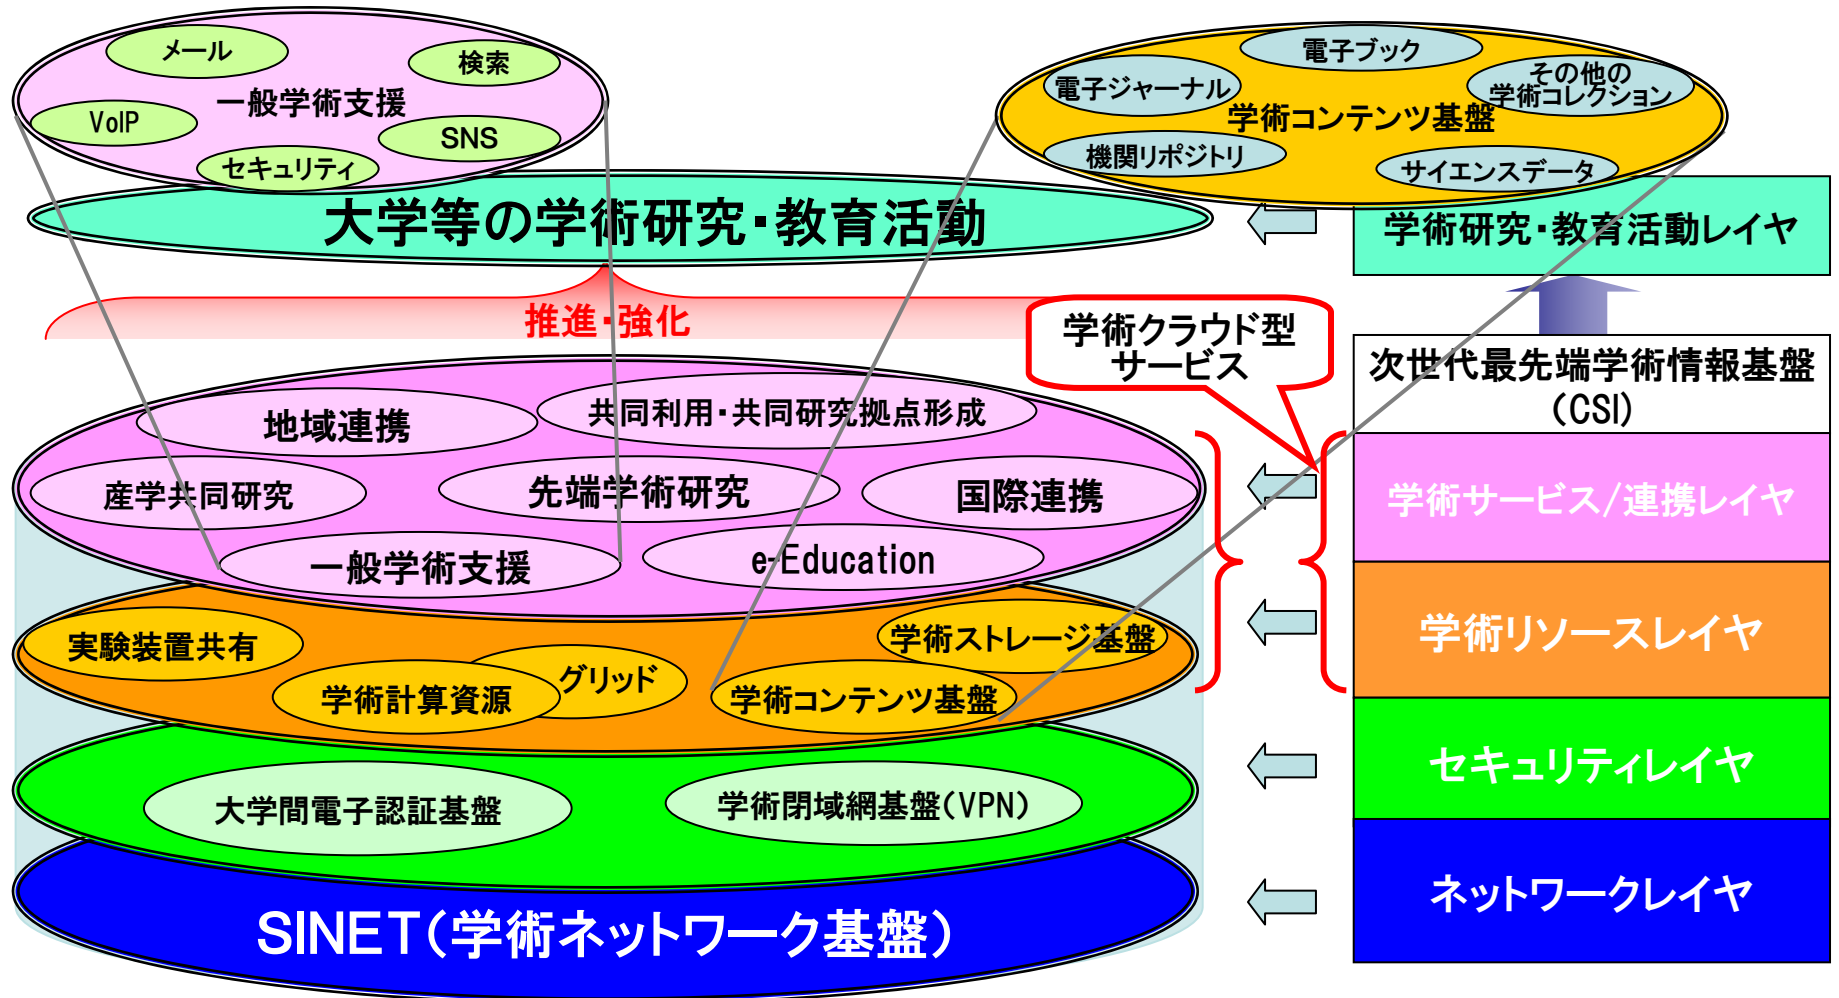 メール
検索
一般学術支援
VoIP
SNS
セキュリティ
電子ブック
電子ジャーナル
その他の
学術コレクション
学術コンテンツ基盤
機関リポジトリ
サイエンスデータ
大学等の学術研究・教育活動
学術研究・教育活動レイヤ
推進・強化
学術クラウド型
サービス
次世代最先端学術情報基盤
(CSI)
地域連携
共同利用・共同研究拠点形成
産学共同研究
先端学術研究
国際連携
一般学術支援
e-Education
学術サービス/連携レイヤ
実験装置共有
学術ストレージ基盤
グリッド
学術計算資源
学術コンテンツ基盤
学術リソースレイヤ
大学間電子認証基盤
学術閉域網基盤(VPN)
セキュリティレイヤ
SINET(学術ネットワーク基盤)
ネットワークレイヤ